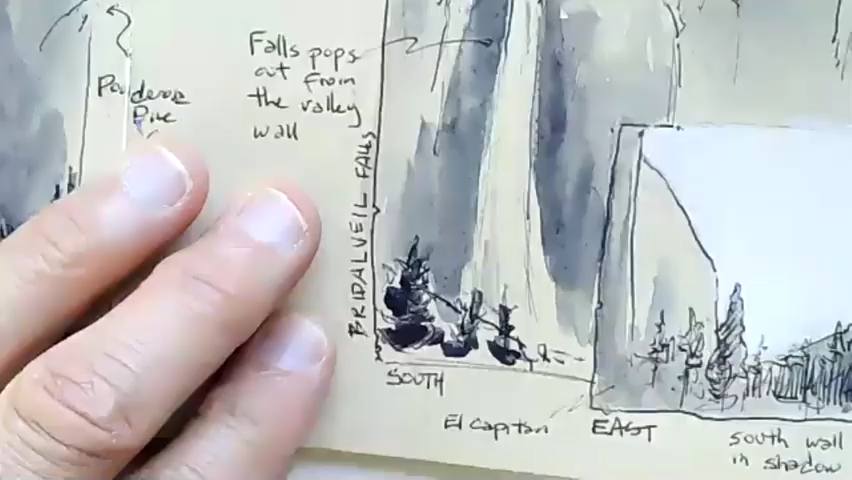 Ponderosa
Pine
Falls pops
out from
the valley
wall
BRIDALVEIL FALLS
SOUTH
El Capitan
EAST
south wall
in shadow